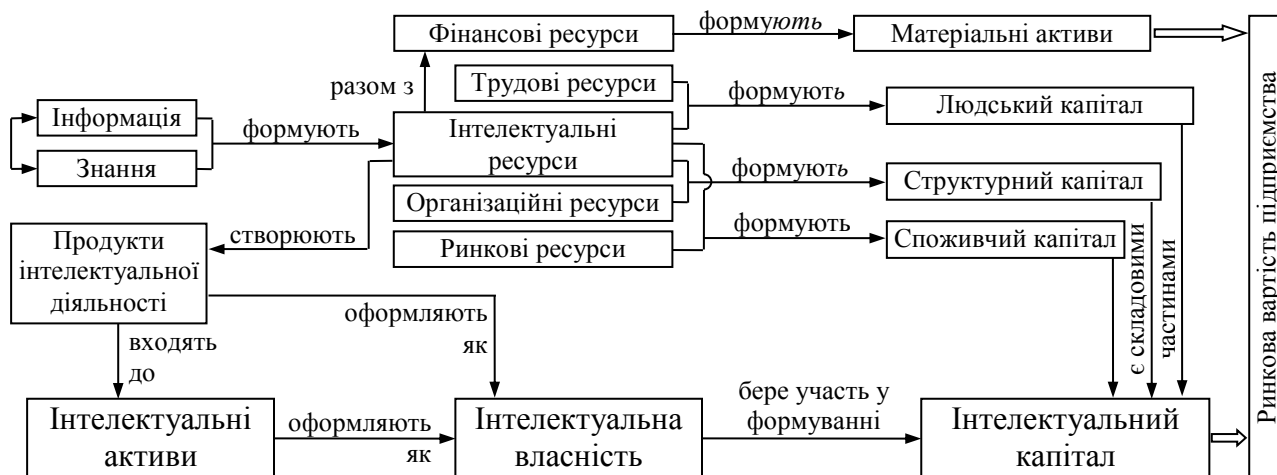 Фінансові ресурси
формують
Матеріальні активи
разом з
Трудові ресурси
формують
Людський капітал
Інформація
Знання
формують
Інтелектуальні
ресурси
формують
Структурний капітал
Організаційні ресурси
Ринкові ресурси
формують
Споживчий капітал
Продукти
інтелектуальної
діяльності
створюють
оформляють
як
входять
до
є складовими
частинами
Інтелектуальні
активи
оформляють
як
Інтелектуальна
власність
бере участь у
формуванні
Інтелектуальний
капітал
Ринкова вартість підприємства